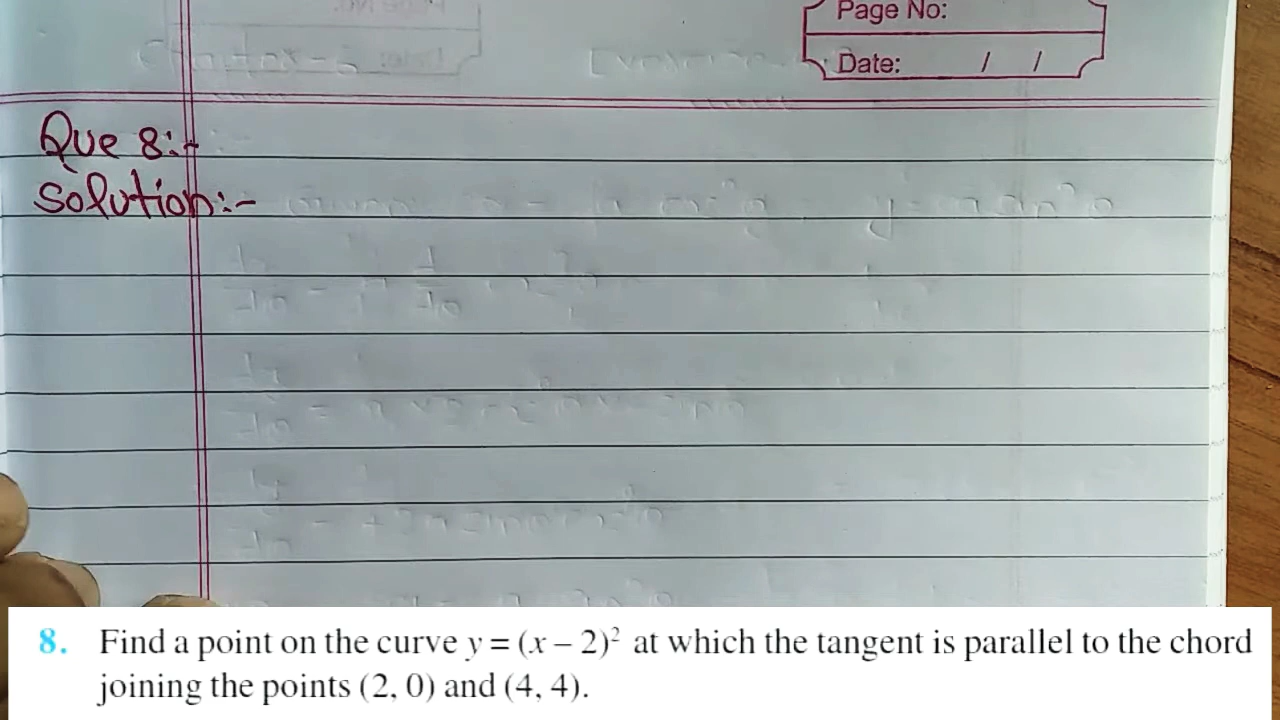 Page No:
Date: / /
Que 8:-
Solution:-
8. Find a point on the curve y = (x – 2)² at which the tangent is parallel to the chord
joining the points (2, 0) and (4, 4).